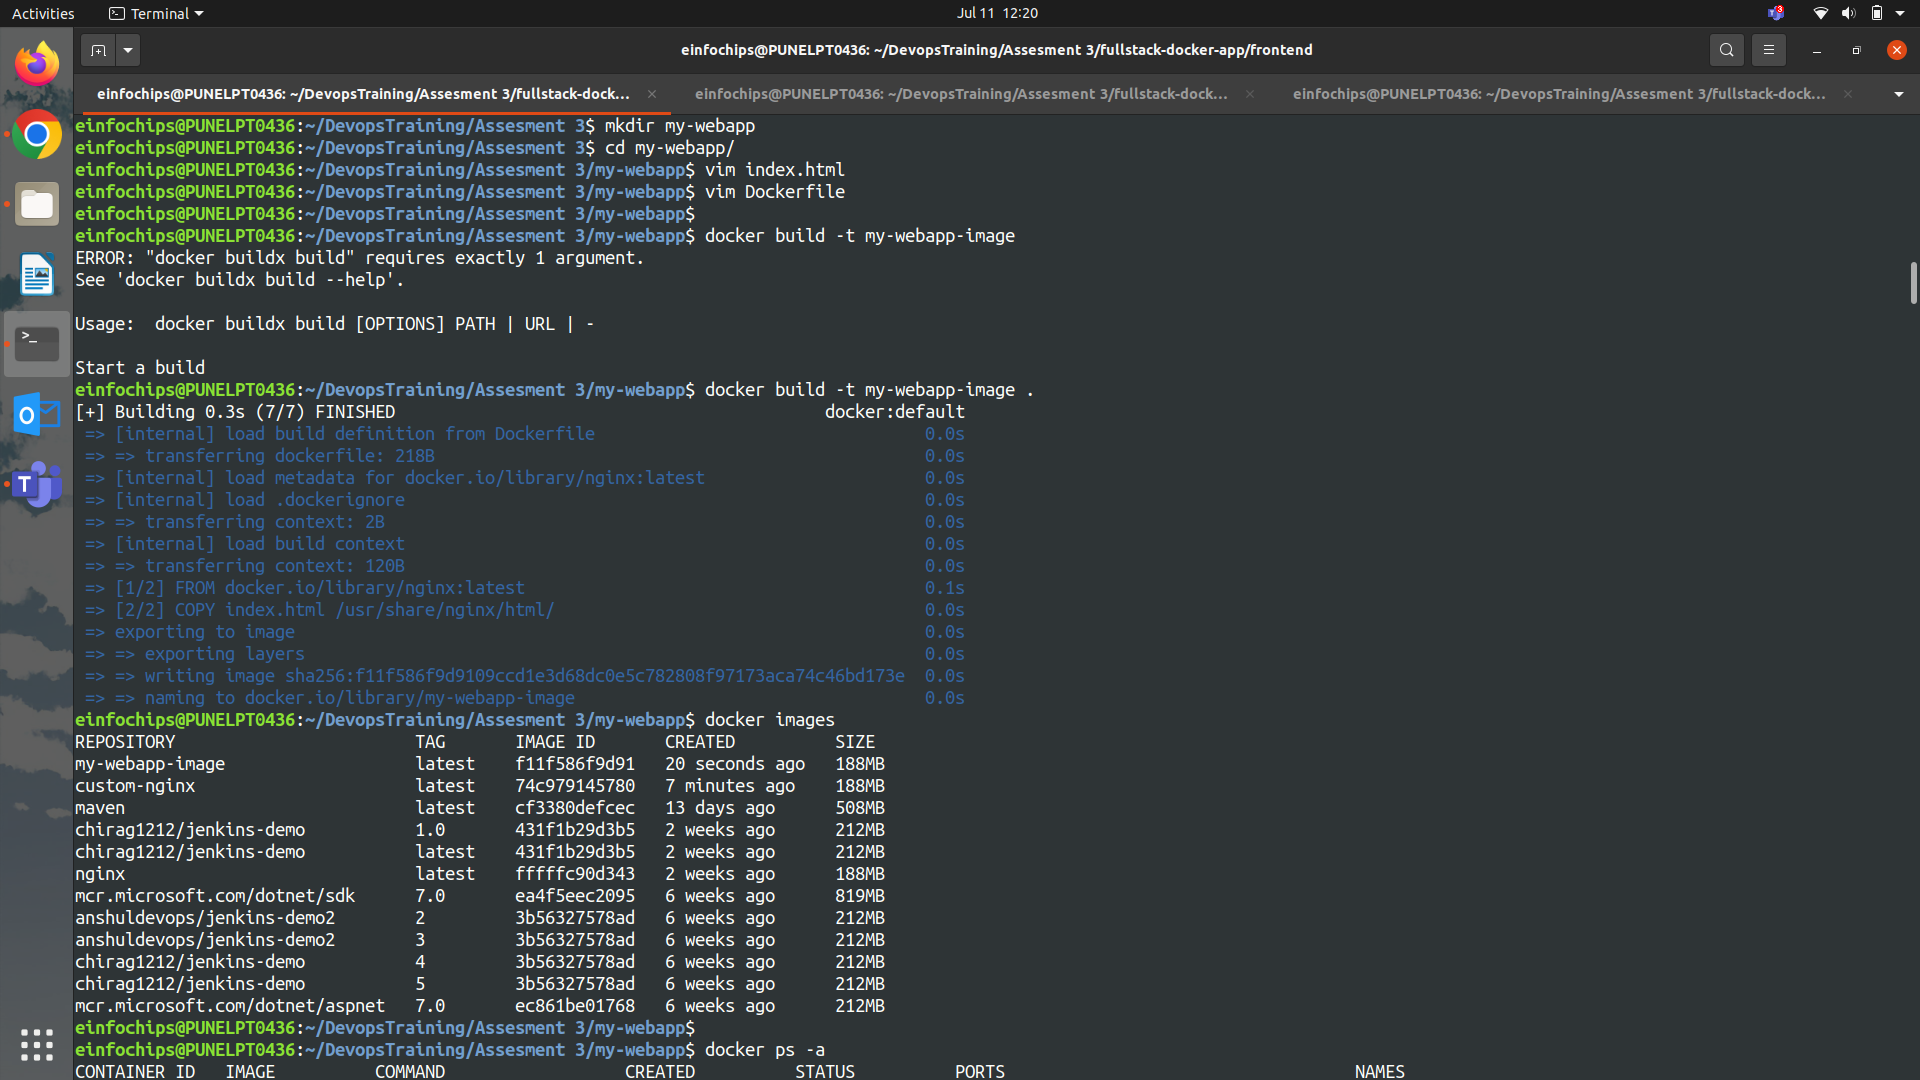 Activities Terminal Jul 11 12:20 3
einfochips@PUNELPT0436: ~/DevopsTraining/Assesment 3/fullstack-docker-app/frontend
einfochips@PUNELPT0436: ~/DevopsTraining/Assesment 3/fullstack-dock... einfochips@PUNELPT0436: ~/DevopsTraining/Assesment 3/fullstack-dock... einfochips@PUNELPT0436: ~/DevopsTraining/Assesment 3/fullstack-dock...
einfochips@PUNELPT0436:~/DevopsTraining/Assesment 3$ mkdir my-webapp
einfochips@PUNELPT0436:~/DevopsTraining/Assesment 3$ cd my-webapp/
einfochips@PUNELPT0436:~/DevopsTraining/Assesment 3/my-webapp$ vim index.html
einfochips@PUNELPT0436:~/DevopsTraining/Assesment 3/my-webapp$ vim Dockerfile
einfochips@PUNELPT0436:~/DevopsTraining/Assesment 3/my-webapp$
einfochips@PUNELPT0436:~/DevopsTraining/Assesment 3/my-webapp$ docker build -t my-webapp-image
ERROR: "docker buildx build" requires exactly 1 argument.
See 'docker buildx build --help'.
Usage:  docker buildx build [OPTIONS] PATH | URL | -
Start a build
einfochips@PUNELPT0436:~/DevopsTraining/Assesment 3/my-webapp$ docker build -t my-webapp-image .
[+] Building 0.3s (7/7) FINISHED docker:default
=> [internal] load build definition from Dockerfile 0.0s
=> => transferring dockerfile: 218B 0.0s
=> [internal] load metadata for docker.io/library/nginx:latest 0.0s
=> [internal] load .dockerignore 0.0s
=> => transferring context: 2B 0.0s
=> [internal] load build context 0.0s
=> => transferring context: 120B 0.0s
=> [1/2] FROM docker.io/library/nginx:latest 0.1s
=> [2/2] COPY index.html /usr/share/nginx/html/ 0.0s
=> exporting to image 0.0s
=> => exporting layers 0.0s
=> => writing image sha256:f11f586f9d9109ccd1e3d68dc0e5c782808f97173aca74c46bd173e 0.0s
=> => naming to docker.io/library/my-webapp-image 0.0s
einfochips@PUNELPT0436:~/DevopsTraining/Assesment 3/my-webapp$ docker images
REPOSITORY TAG IMAGE ID CREATED SIZE
my-webapp-image latest f11f586f9d91 20 seconds ago 188MB
custom-nginx latest 74c979145780 7 minutes ago 188MB
maven latest cf3380defcec 13 days ago 508MB
chirag1212/jenkins-demo 1.0 431f1b29d3b5 2 weeks ago 212MB
chirag1212/jenkins-demo latest 431f1b29d3b5 2 weeks ago 212MB
nginx latest fffffc90d343 2 weeks ago 188MB
mcr.microsoft.com/dotnet/sdk 7.0 ea4f5eec2095 6 weeks ago 819MB
anshuldevops/jenkins-demo2 2 3b56327578ad 6 weeks ago 212MB
anshuldevops/jenkins-demo2 3 3b56327578ad 6 weeks ago 212MB
chirag1212/jenkins-demo 4 3b56327578ad 6 weeks ago 212MB
chirag1212/jenkins-demo 5 3b56327578ad 6 weeks ago 212MB
mcr.microsoft.com/dotnet/aspnet 7.0 ec861be01768 6 weeks ago 212MB
einfochips@PUNELPT0436:~/DevopsTraining/Assesment 3/my-webapp$
einfochips@PUNELPT0436:~/DevopsTraining/Assesment 3/my-webapp$ docker ps -a
CONTAINER ID IMAGE COMMAND CREATED STATUS PORTS NAMES